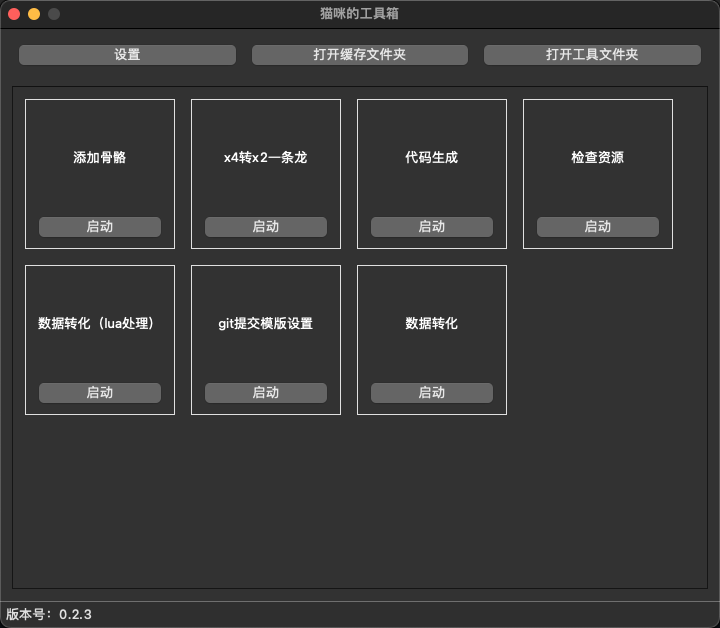 猫咪的工具箱
设置
打开缓存文件夹
打开工具文件夹
添加骨骼
x4转x2一条龙
代码生成
检查资源
启动
启动
启动
启动
数据转化（lua处理）
git提交模版设置
数据转化
启动
启动
启动
版本号：0.2.3